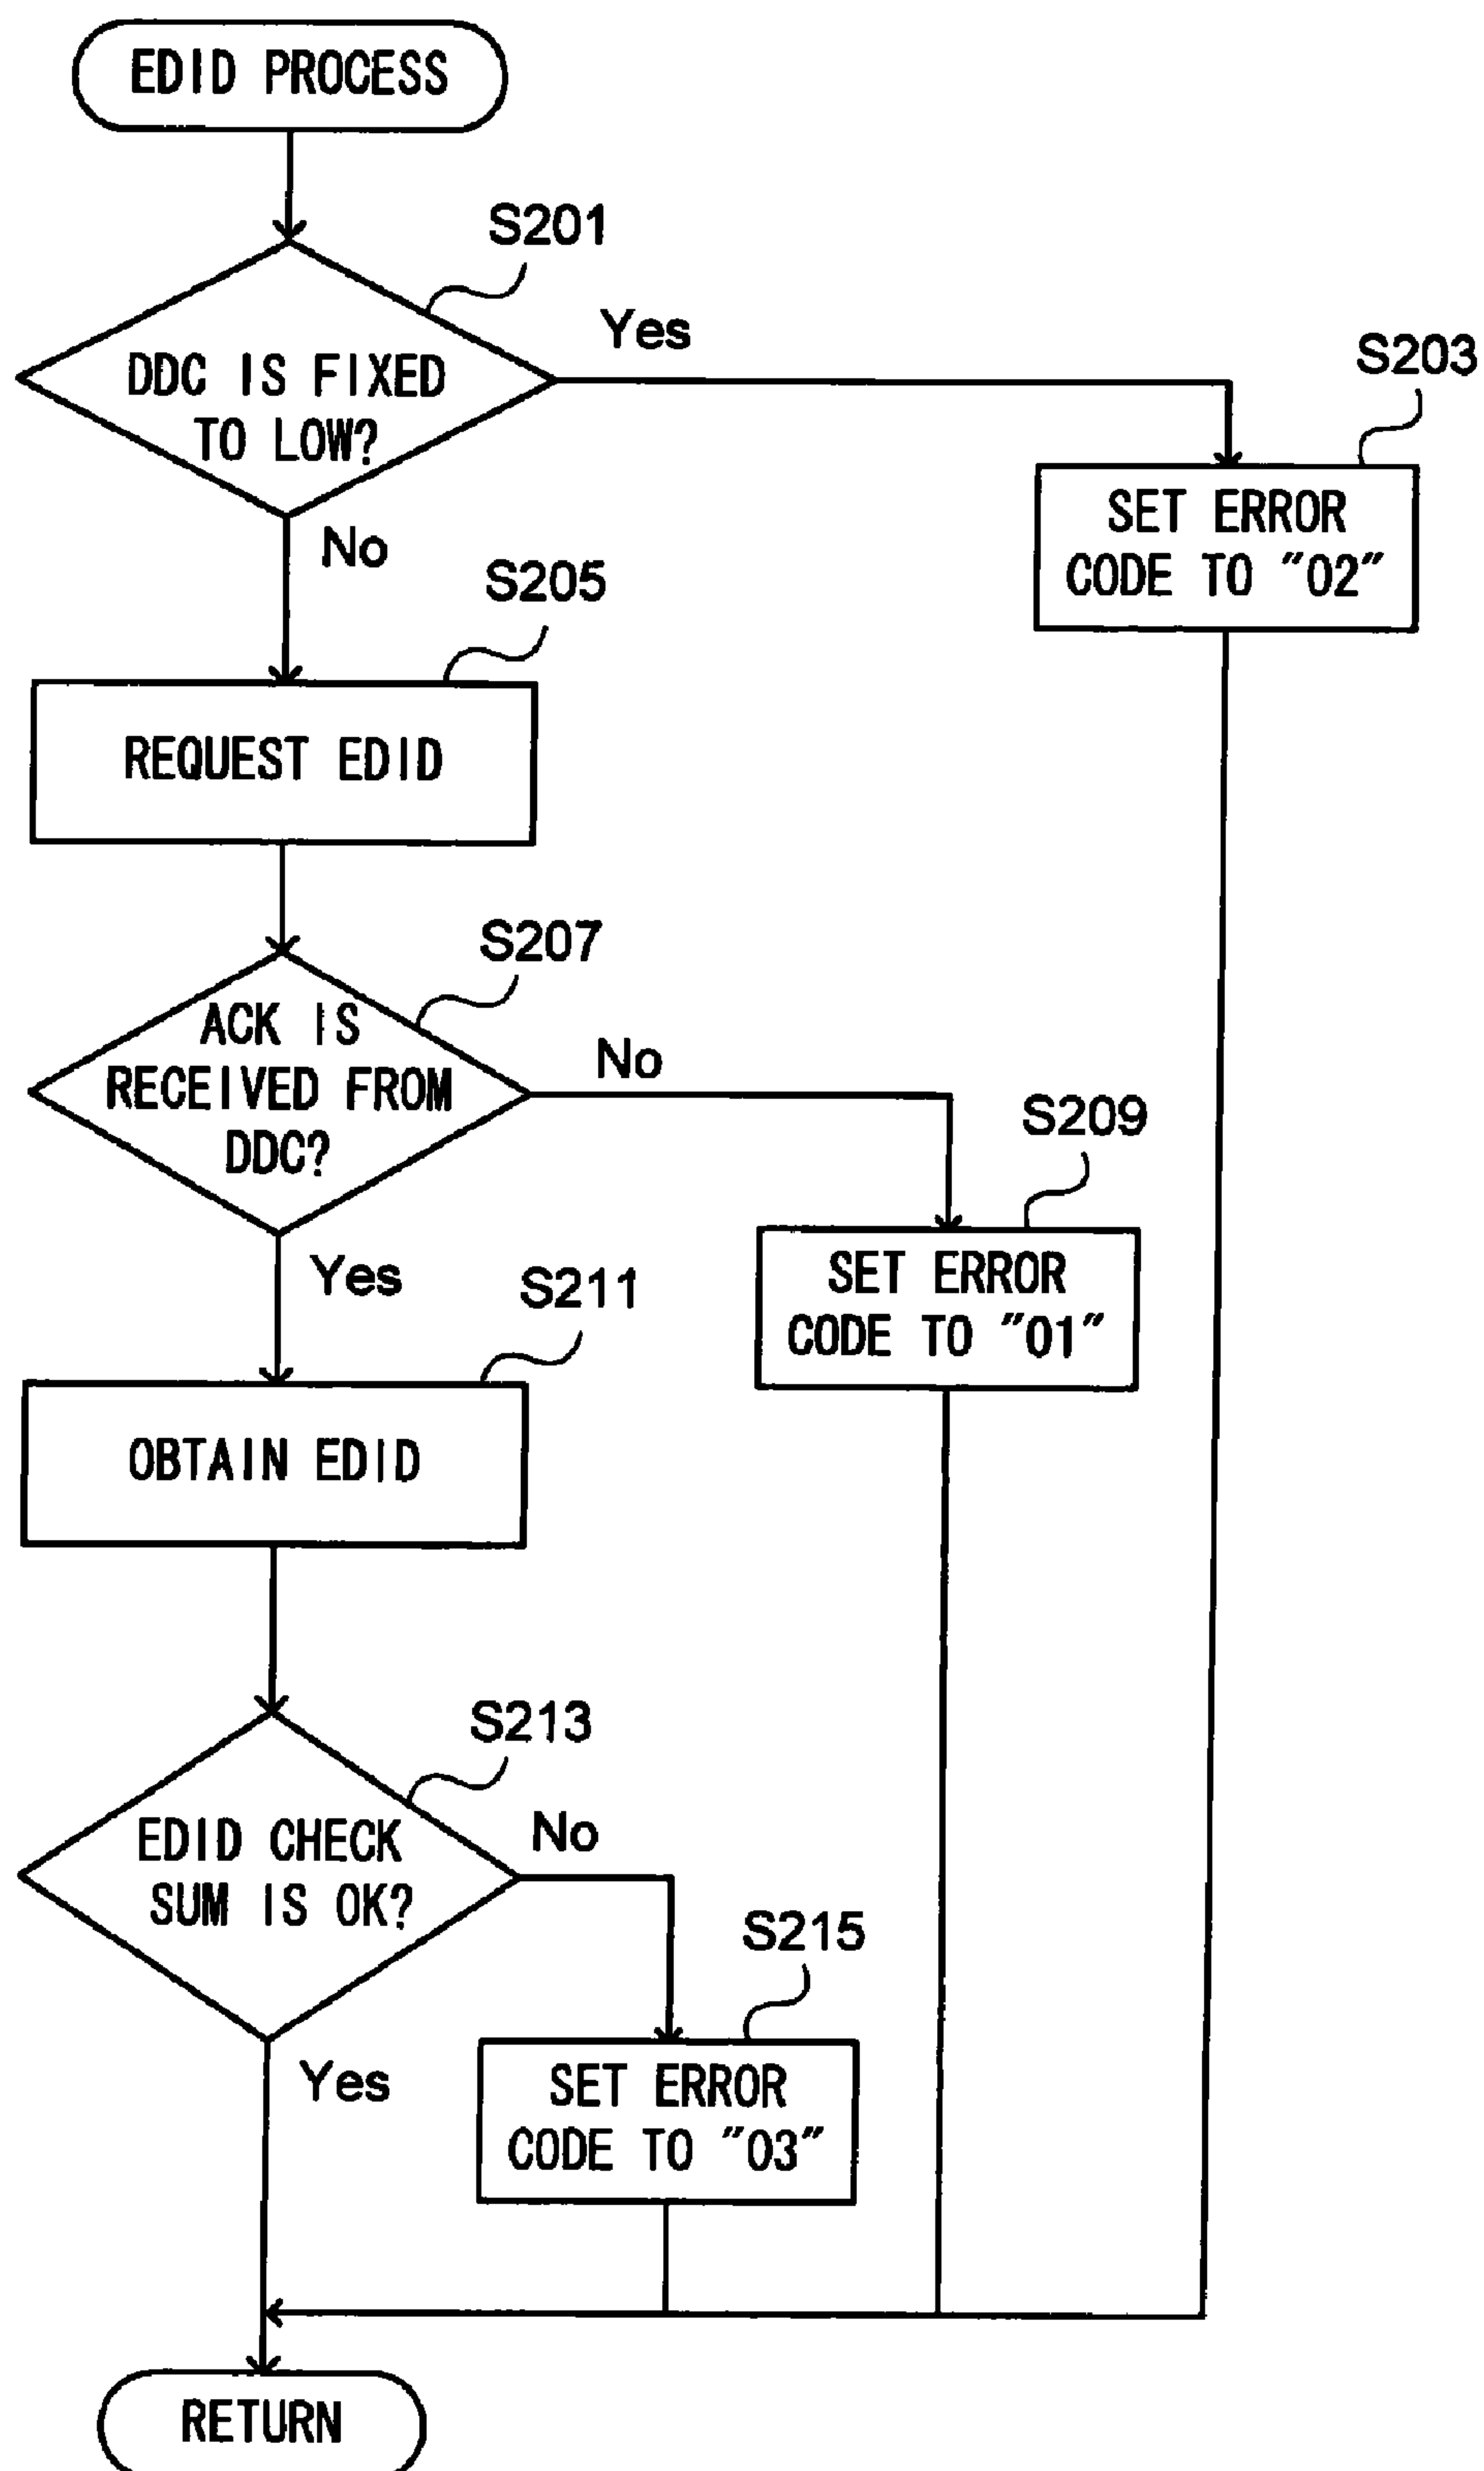 EDID PROCESS
S201
DDC IS FIXED
TO LOW?
Yes
S203
SET ERROR
CODE TO "02"
No
S205
REQUEST EDID
S207
ACK IS
RECEIVED FROM
DDC?
No
S209
SET ERROR
CODE TO "01"
Yes
S211
OBTAIN EDID
S213
EDID CHECK
SUM IS OK?
No
S215
SET ERROR
CODE TO "03"
Yes
RETURN